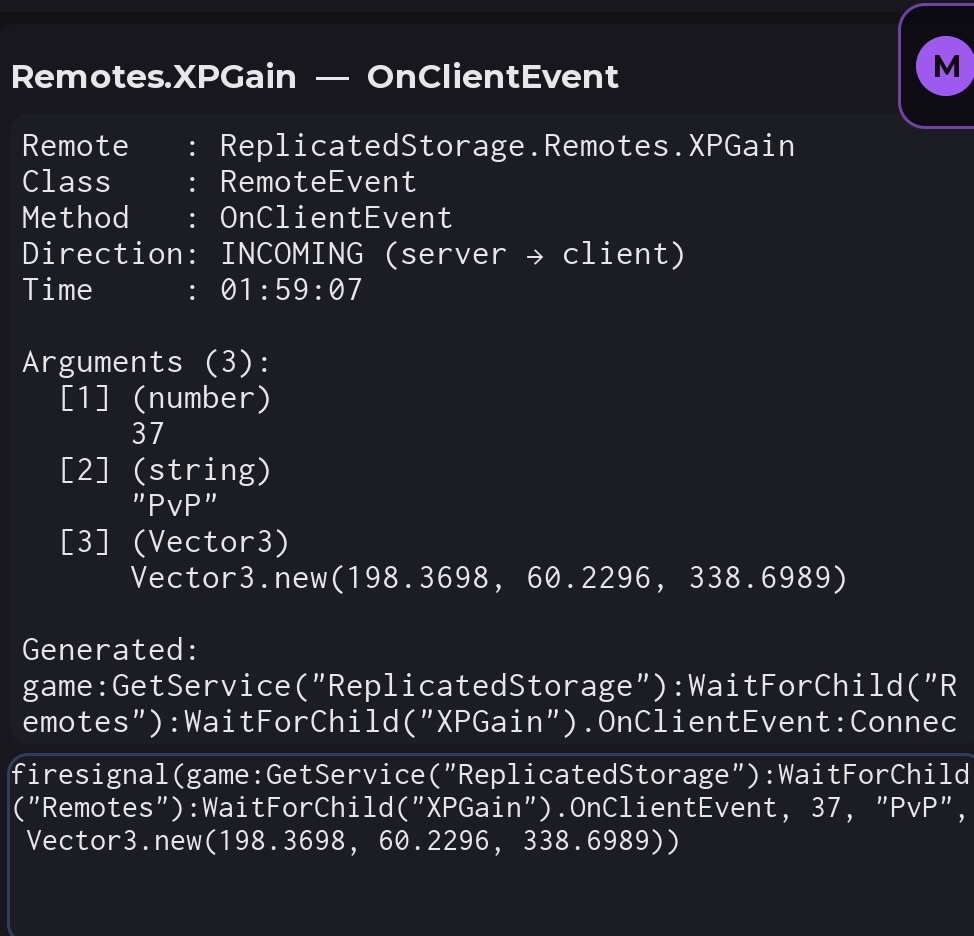 Remotes.XPGain — OnClientEvent
M
Remote   : ReplicatedStorage.Remotes.XPGain
Class    : RemoteEvent
Method   : OnClientEvent
Direction: INCOMING (server → client)
Time     : 01:59:07
Arguments (3):
  [1] (number)
      37
  [2] (string)
      "PvP"
  [3] (Vector3)
      Vector3.new(198.3698, 60.2296, 338.6989)
Generated:
game:GetService("ReplicatedStorage"):WaitForChild("R
emotes"):WaitForChild("XPGain").OnClientEvent:Connec
firesignal(game:GetService("ReplicatedStorage"):WaitForChild
("Remotes"):WaitForChild("XPGain").OnClientEvent, 37, "PvP",
 Vector3.new(198.3698, 60.2296, 338.6989))